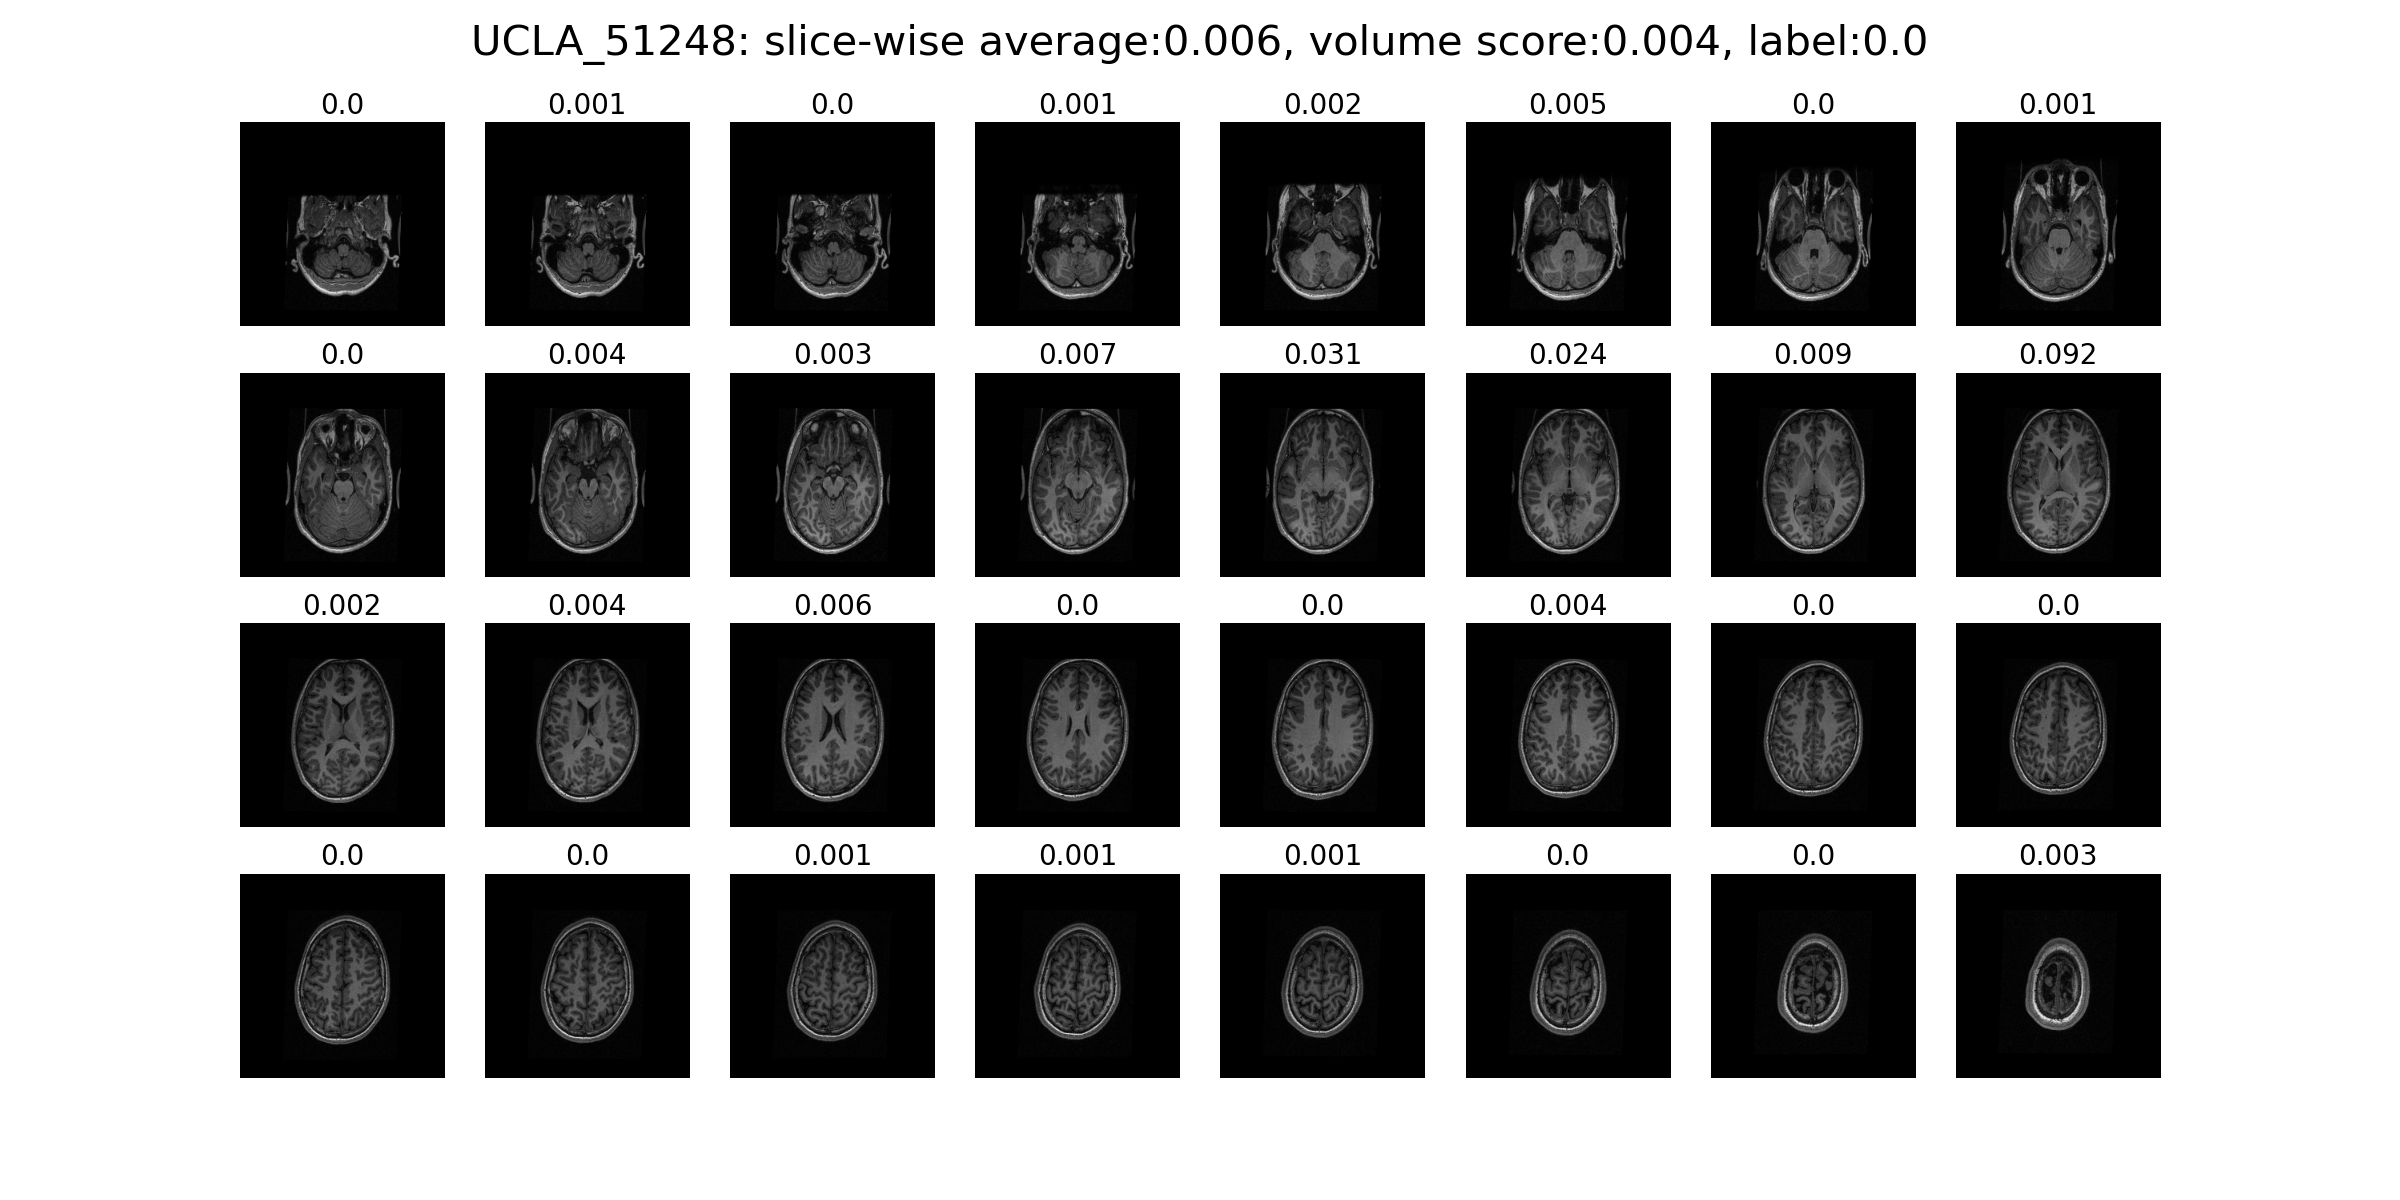 UCLA_51248: slice-wise average:0.006, volume score:0.004, label:0.0
0.0 0.001 0.0 0.001 0.002 0.005 0.0 0.001
0.0 0.004 0.003 0.007 0.031 0.024 0.009 0.092
0.002 0.004 0.006 0.0 0.0 0.004 0.0 0.0
0.0 0.0 0.001 0.001 0.001 0.0 0.0 0.003